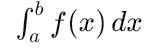 ∫_a^b f(x) dx